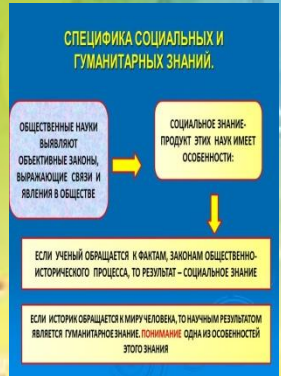 СПЕЦИФИКА СОЦИАЛЬНЫХ И
ГУМАНИТАРНЫХ ЗНАНИЙ.
ОБЩЕСТВЕННЫЕ НАУКИ
ВЫЯВЛЯЮТ
ОБЪЕКТИВНЫЕ ЗАКОНЫ,
ВЫРАЖАЮЩИЕ СВЯЗИ И
ЯВЛЕНИЯ В ОБЩЕСТВЕ
СОЦИАЛЬНОЕ ЗНАНИЕ-
ПРОДУКТ ЭТИХ НАУК ИМЕЕТ
ОСОБЕННОСТИ:
ЕСЛИ УЧЕНЫЙ ОБРАЩАЕТСЯ К ФАКТАМ, ЗАКОНАМ ОБЩЕСТВЕННО-
ИСТОРИЧЕСКОГО ПРОЦЕССА, ТО РЕЗУЛЬТАТ – СОЦИАЛЬНОЕ ЗНАНИЕ
ЕСЛИ ИСТОРИК ОБРАЩАЕТСЯ К МИРУ ЧЕЛОВЕКА, ТО НАУЧНЫМ РЕЗУЛЬТАТОМ
ЯВЛЯЕТСЯ ГУМАНИТАРНОЕ ЗНАНИЕ. ПОНИМАНИЕ ОДНА ИЗ ОСОБЕННОСТЕЙ
ЭТОГО ЗНАНИЯ